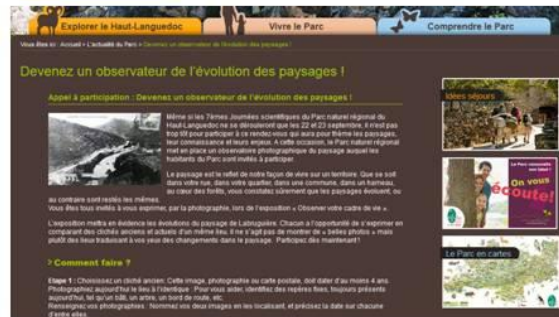 Explorer le Haut-Languedoc
Vivre le Parc
Comprendre le Parc
Vous êtes ici : Accueil » L'actualité du Parc » Devenez un observateur de l'évolution des paysages !
Devenez un observateur de l'évolution des paysages !
Appel à participation : Devenez un observateur de l'évolution des paysages !
Même si les 7èmes Journées scientifiques du Parc naturel régional du
Haut-Languedoc ne se dérouleront que les 22 et 23 septembre, il n'est pas
trop tôt pour participer à ce rendez-vous qui aura pour thème les paysages,
leur connaissance et leurs enjeux. A cette occasion, le Parc naturel régional
met en place un observatoire photographique du paysage auquel les
habitants du Parc sont invités à participer.
Le paysage est le reflet de notre façon de vivre sur un territoire. Que se soit
dans votre rue, dans votre quartier, dans une commune, dans un hameau,
au cœur des forêts, vous constatez sûrement que les paysages évoluent, ou
au contraire sont restés les mêmes.
Vous êtes tous invités à vous exprimer, par la photographie, lors de l'exposition « Observer votre cadre de vie ».
L'exposition mettra en évidence les évolutions du paysage de Labruguière. Chacun a l'opportunité de s'exprimer en
comparant des clichés anciens et actuels d'un même lieu. Il ne s'agit pas de montrer de « belles photos » mais
plutôt des lieux traduisant à vos yeux des changements dans le paysage. Participez dès maintenant !
> Comment faire ?
Etape 1 : Choisissez un cliché ancien: Cette image, photographie ou carte postale, doit dater d'au moins 4 ans.
Photographiez aujourd'hui le lieu à l'identique : Pour vous aider, identifiez des repères fixes, toujours présents
aujourd'hui, tel qu'un bâti, un arbre, un bord de route, etc.
Renseignez vos photographies : Nommez vos deux images en les localisant, et précisez la date sur chacune
d'entre elles.
Idées séjours
Le Parc renouvelle
son label !
On vous
écoute!
Le Parc en cartes